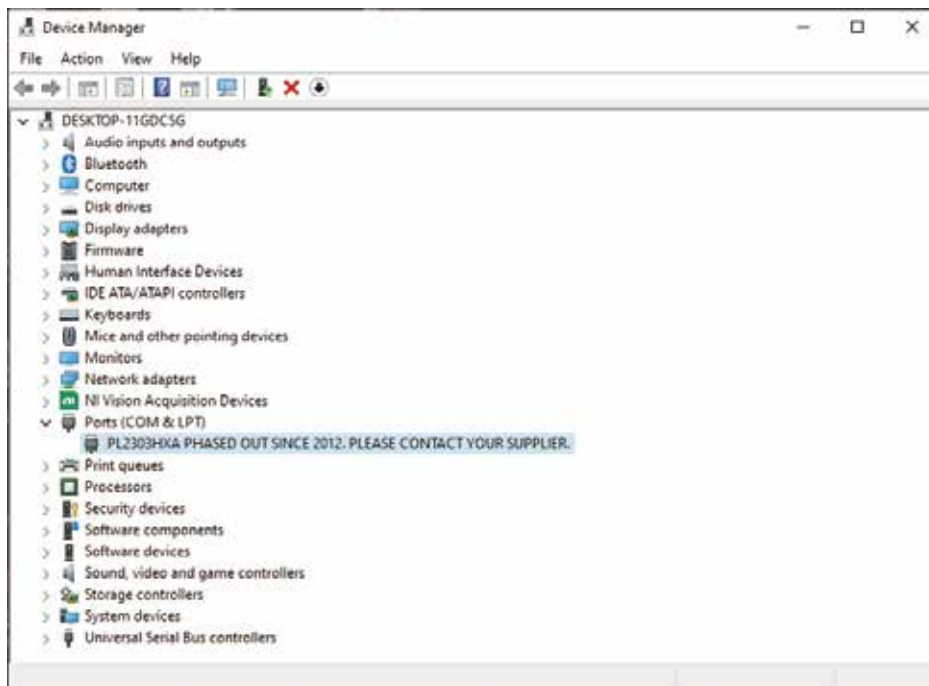 Device Manager
File Action View Help
DESKTOP-11GDCSG
Audio inputs and outputs
Bluetooth
Computer
Disk drives
Display adapters
Firmware
Human Interface Devices
IDE ATA/ATAPI controllers
Keyboards
Mice and other pointing devices
Monitors
Network adapters
NI Vision Acquisition Devices
Ports (COM & LPT)
PL2303HXA PHASED OUT SINCE 2012. PLEASE CONTACT YOUR SUPPLIER.
Print queues
Processors
Security devices
Software components
Software devices
Sound, video and game controllers
Storage controllers
System devices
Universal Serial Bus controllers